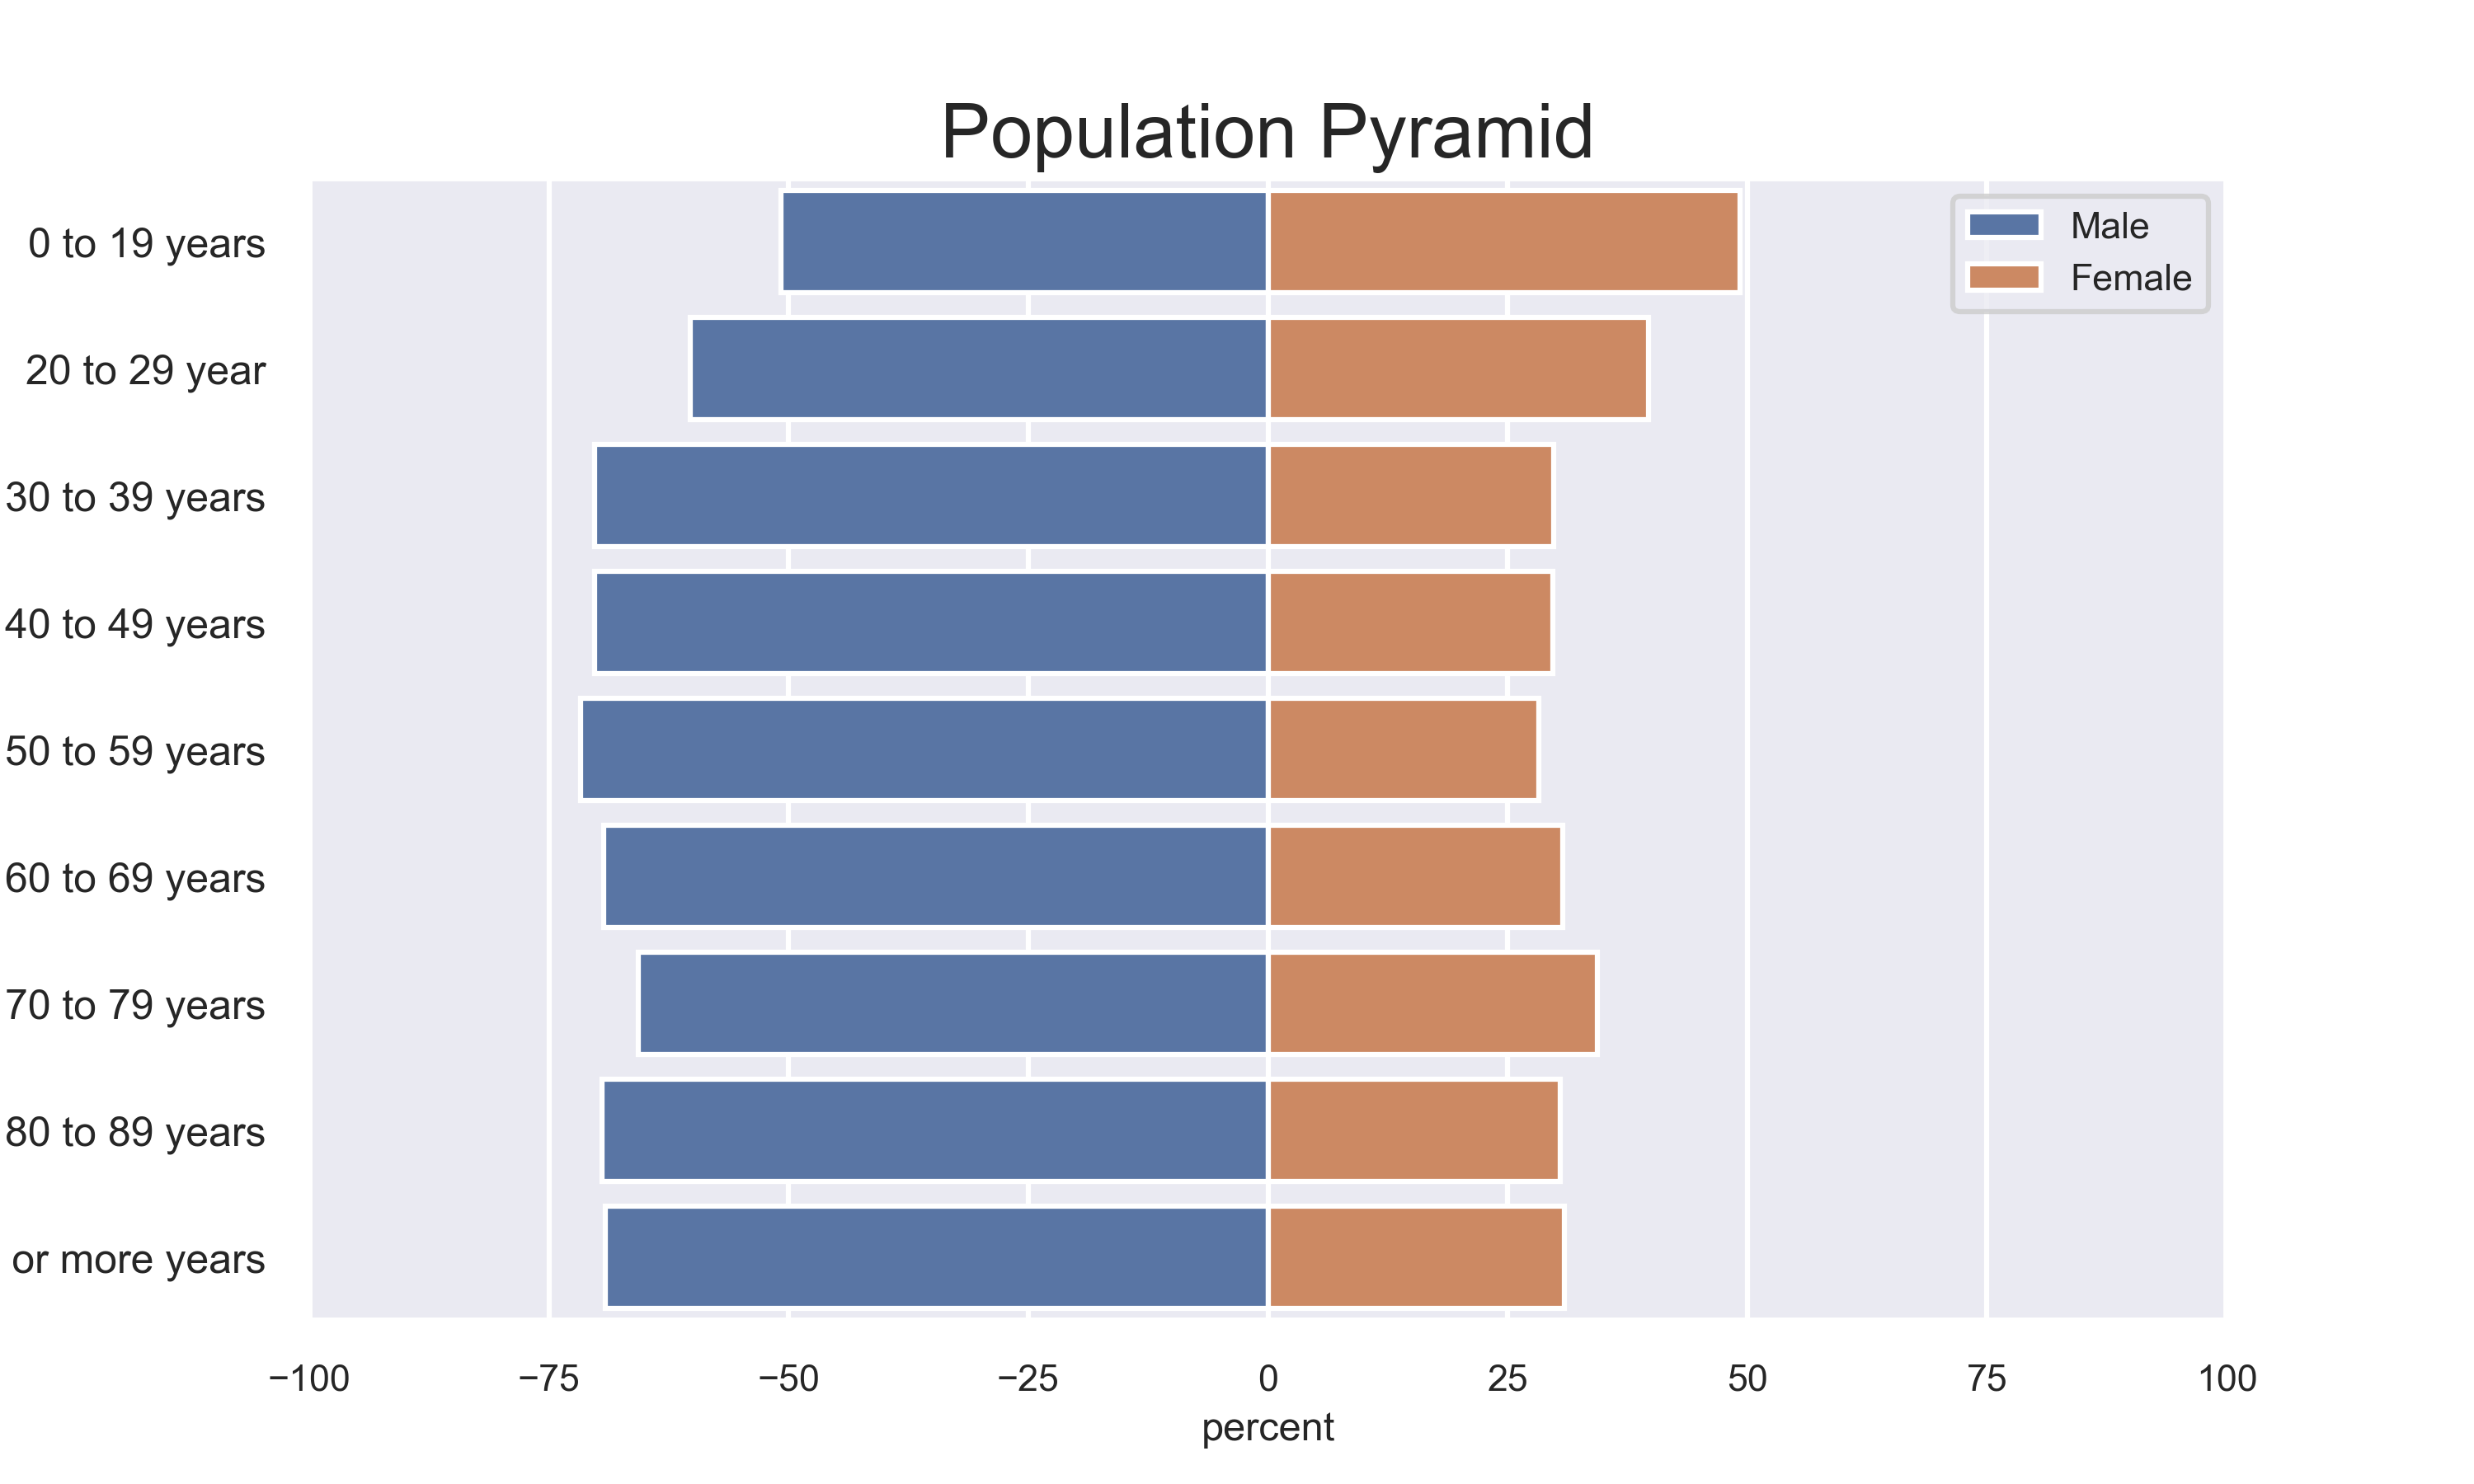 Population Pyramid
Male
Female
0 to 19 years
20 to 29 year
30 to 39 years
40 to 49 years
50 to 59 years
60 to 69 years
70 to 79 years
80 to 89 years
or more years
−100 −75 −50 −25 0 25 50 75 100
percent